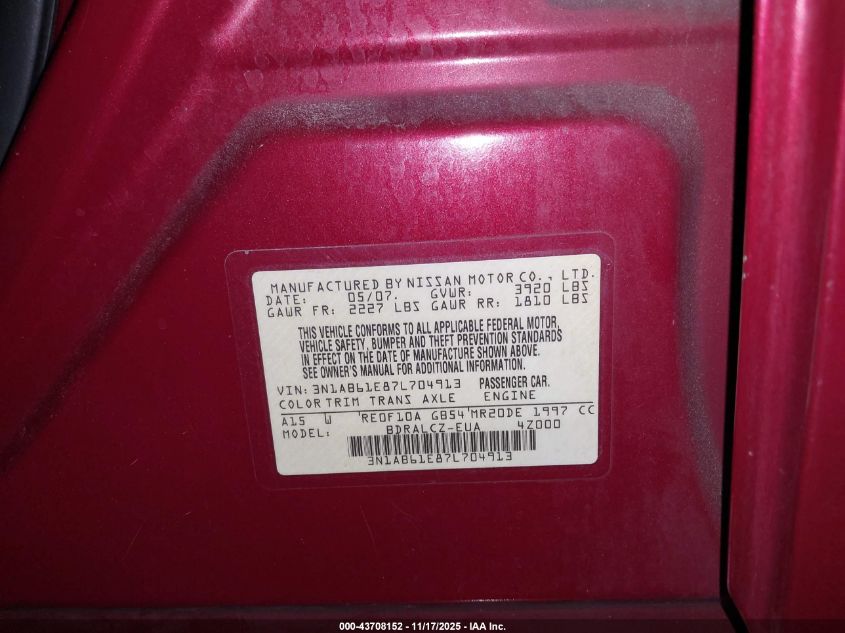 MANUFACTURED BY NISSAN MOTOR CO., LTD.
DATE: 05/07. GVWR: 3920 LBS
GAWR FR: 2227 LBS GAWR RR: 1810 LBS
THIS VEHICLE CONFORMS TO ALL APPLICABLE FEDERAL MOTOR
VEHICLE SAFETY, BUMPER AND THEFT PREVENTION STANDARDS
IN EFFECT ON THE DATE OF MANUFACTURE SHOWN ABOVE.
SEE OWNER'S MANUAL FOR ADDITIONAL INFORMATION.
VIN: 3N1AB61E87L704913 PASSENGER CAR.
COLOR TRIM TRANS AXLE ENGINE
A15 W RE0F10A GB54 MR20DE 1997 CC
MODEL: BDRALCZ-EUA 4Z000
3N1AB61E87L704913
000-43708152 | 11/17/2025 - IAA Inc.